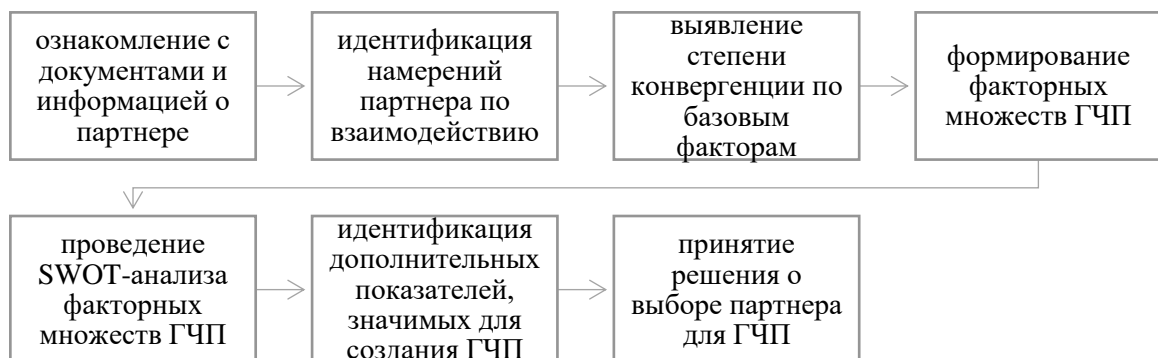 ознакомление с
документами и
информацией о
партнере
идентификация
намерений
партнера по
взаимодействию
выявление
степени
конвергенции по
базовым
факторам
формирование
факторных
множеств ГЧП
проведение
SWOT-анализа
факторных
множеств ГЧП
идентификация
дополнительных
показателей,
значимых для
создания ГЧП
принятие
решения о
выборе партнера
для ГЧП